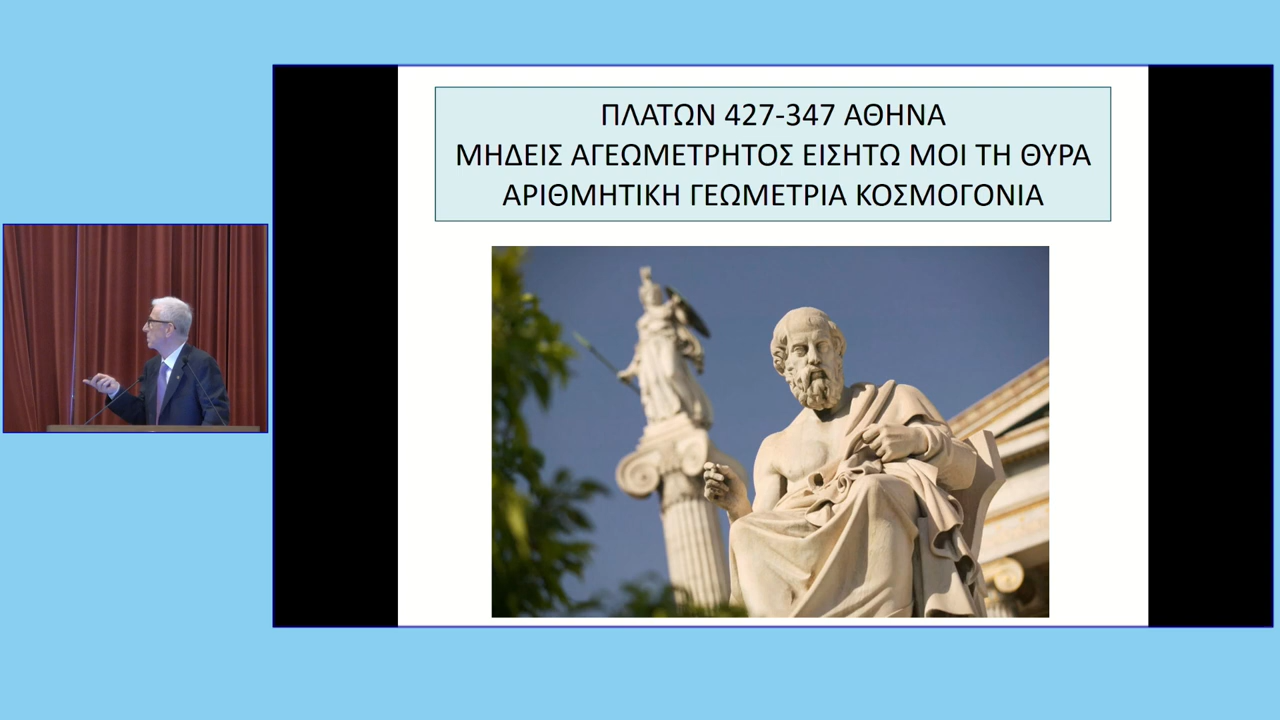 ΠΛΑΤΩΝ 427-347 ΑΘΗΝΑ
ΜΗΔΕΙΣ ΑΓΕΩΜΕΤΡΗΤΟΣ ΕΙΣΗΤΩ ΜΟΙ ΤΗ ΘΥΡΑ
ΑΡΙΘΜΗΤΙΚΗ ΓΕΩΜΕΤΡΙΑ ΚΟΣΜΟΓΟΝΙΑ